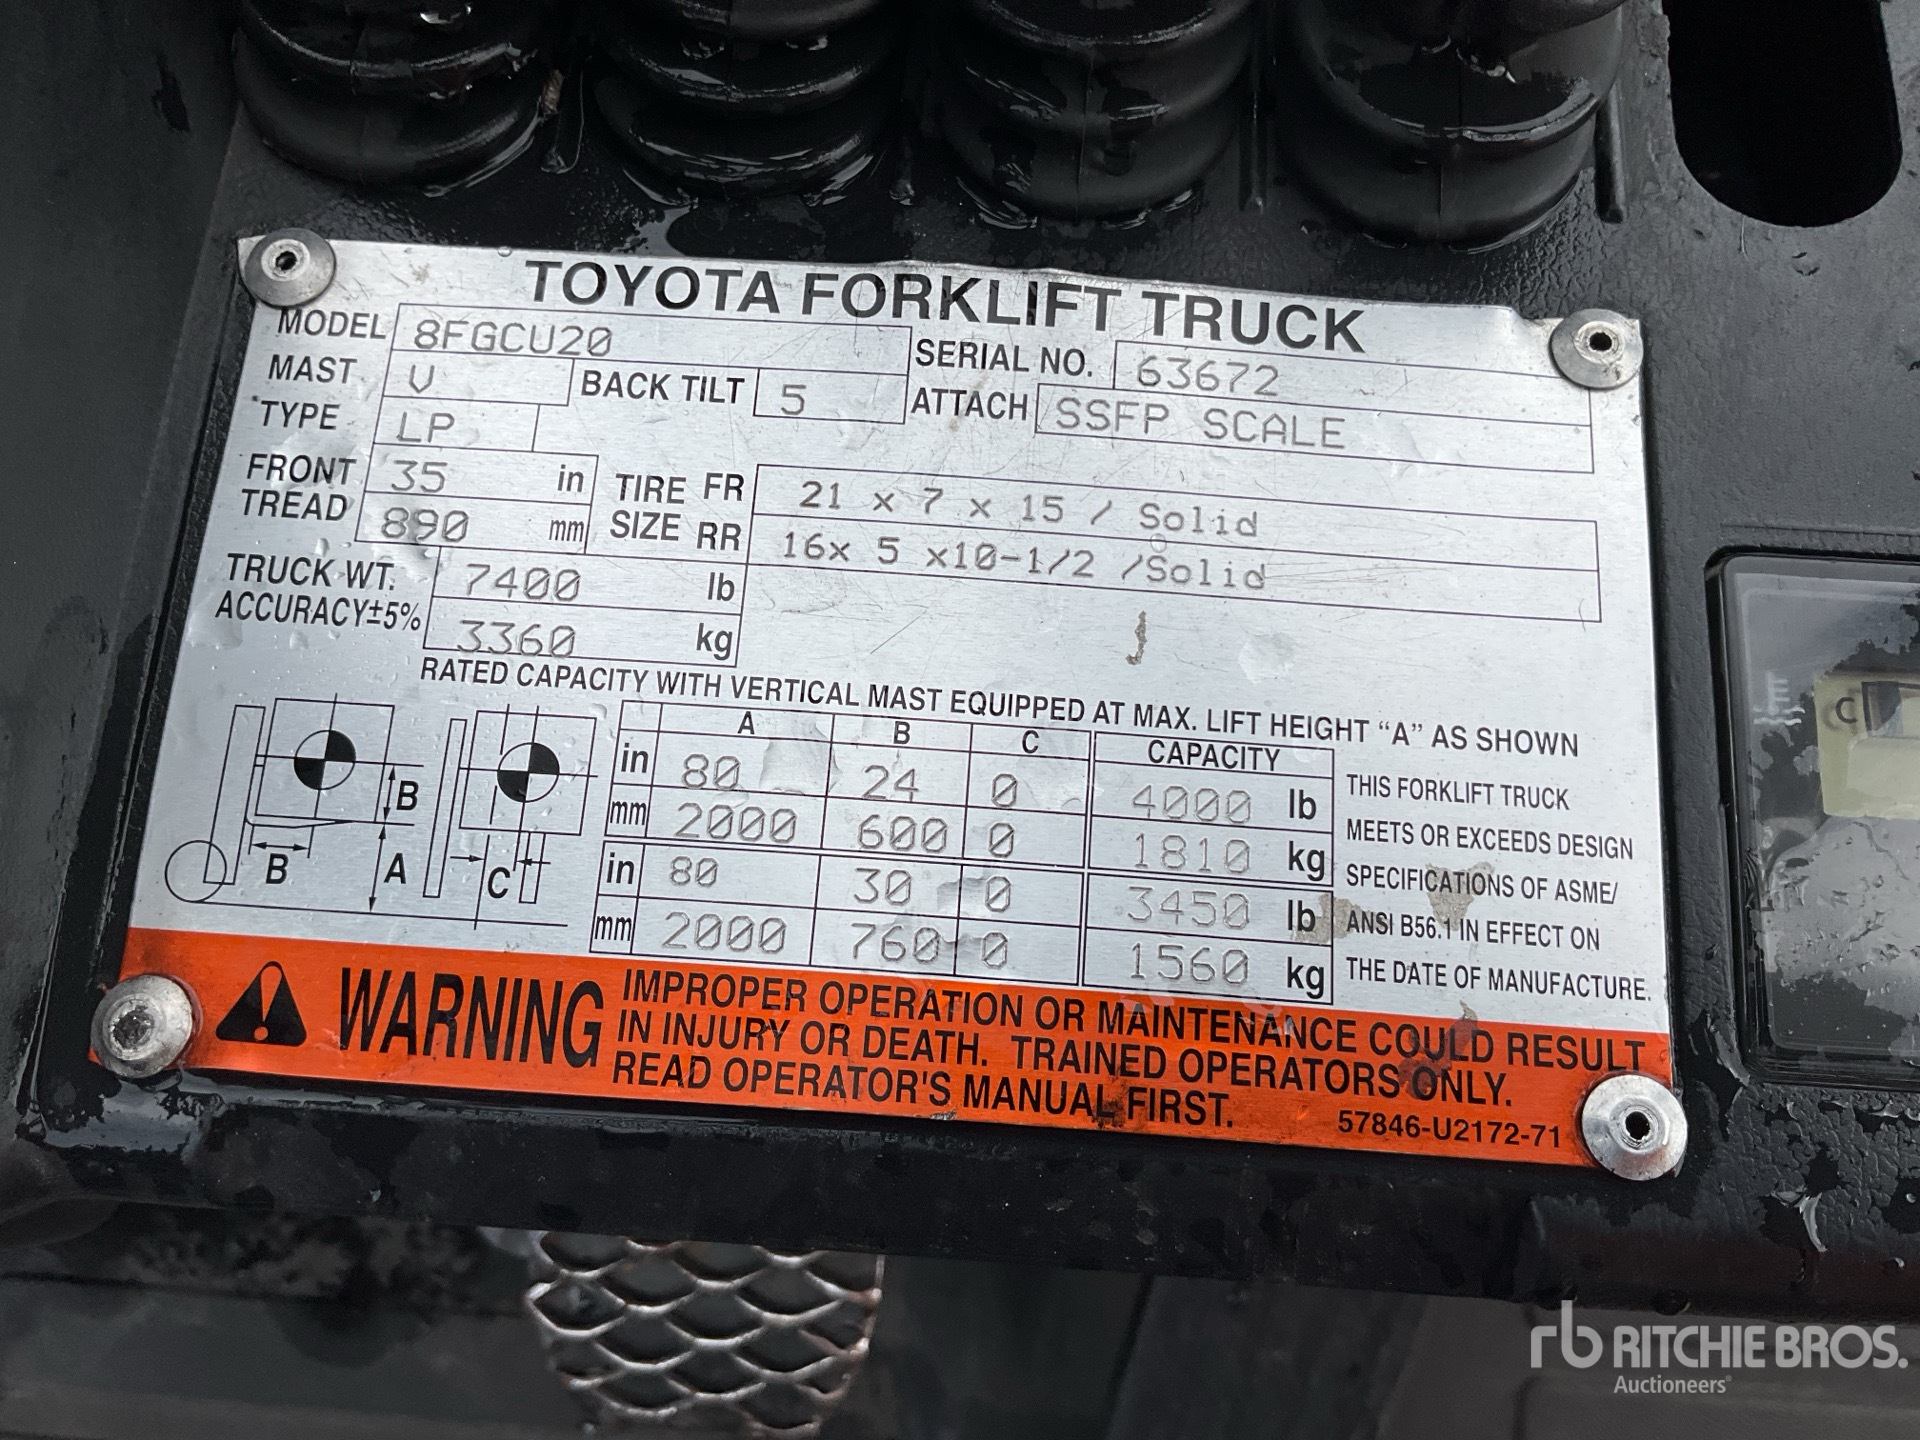 TOYOTA FORKLIFT TRUCK
MODEL 8FGCU20 SERIAL NO. 63672
MAST V BACK TILT 5 ATTACH SSFP SCALE
TYPE LP
FRONT TREAD 35 in TIRE SIZE FR 21 x 7 x 15 / Solid
890 mm RR 16x 5 x10-1/2 /Solid
TRUCK WT. 7400 lb
ACCURACY±5% 3360 kg
RATED CAPACITY WITH VERTICAL MAST EQUIPPED AT MAX. LIFT HEIGHT “A” AS SHOWN
A B C CAPACITY
in 80 24 0 4000 lb
mm 2000 600 0 1810 kg
in 80 30 0 3450 lb
mm 2000 760 0 1560 kg
B
B A C
THIS FORKLIFT TRUCK
MEETS OR EXCEEDS DESIGN
SPECIFICATIONS OF ASME/
ANSI B56.1 IN EFFECT ON
THE DATE OF MANUFACTURE.
WARNING
IMPROPER OPERATION OR MAINTENANCE COULD RESULT
IN INJURY OR DEATH. TRAINED OPERATORS ONLY.
READ OPERATOR'S MANUAL FIRST.
57846-U2172-71
E
C
rb RITCHIE BROS.
Auctioneers